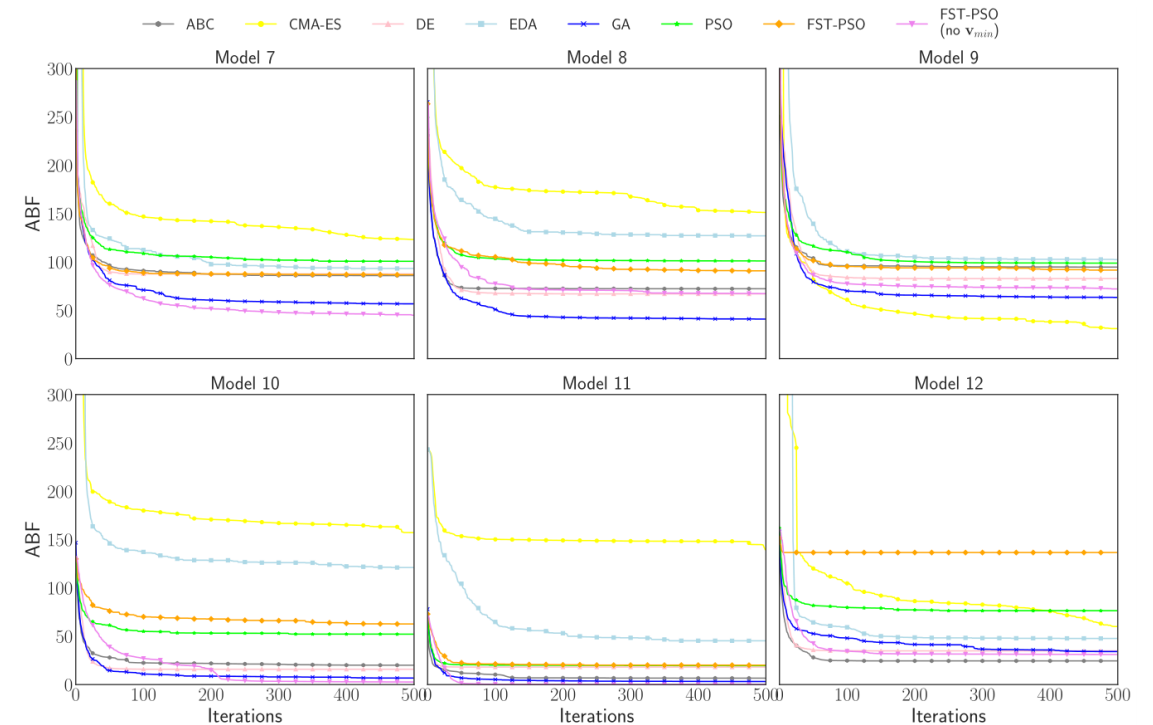 ABC CMA-ES DE EDA GA PSO FST-PSO FST-PSO
(no v_min)
Model 7 Model 8 Model 9
300
250
200
150
100
50
0
ABF
Model 10 Model 11 Model 12
300
250
200
150
100
50
0
ABF
0 100 200 300 400 500 0 100 200 300 400 500 0 100 200 300 400 500
Iterations Iterations Iterations